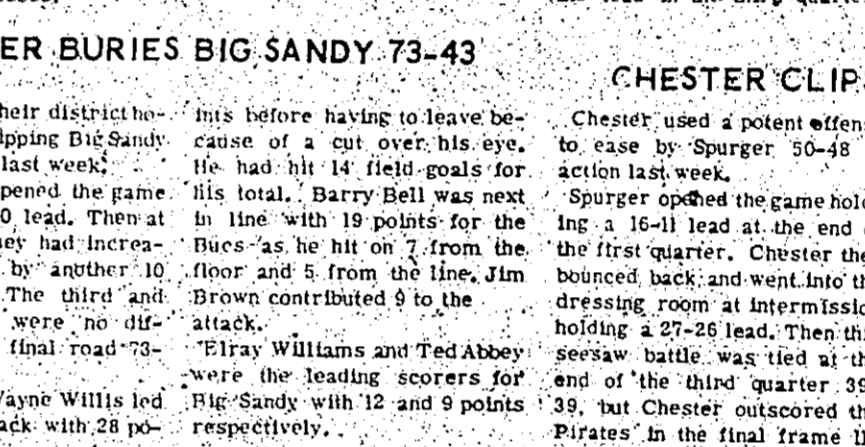 ER BURIES BIG SANDY 73-43
heir district ho-
ipping Big Sandy
last week.
pened the game
0 lead. Then at
ey had increa-
by another 10
The third and
were no dif-
final road 73-
ayne Willis led
ack with 28 po-
ints before having to leave be-
cause of a cut over his eye.
He had hit 14 field goals for
his total. Barry Bell was next
in line with 19 points for the
Bucs as he hit on 7 from the
floor and 5 from the line. Jim
Brown contributed 9 to the
attack.
Elray Williams and Ted Abbey
were the leading scorers for
Big Sandy with 12 and 9 points
respectively.
CHESTER CLIP
Chester used a potent offen
to ease by Spurger 50-48
action last week.
Spurger opened the game hol
ing a 16-11 lead at the end
the first quarter. Chester the
bounced back and went into t
dressing room at intermissio
holding a 27-26 lead. Then th
seesaw battle was tied at th
end of the third quarter 39
39, but Chester outscored t
Pirates in the final frame